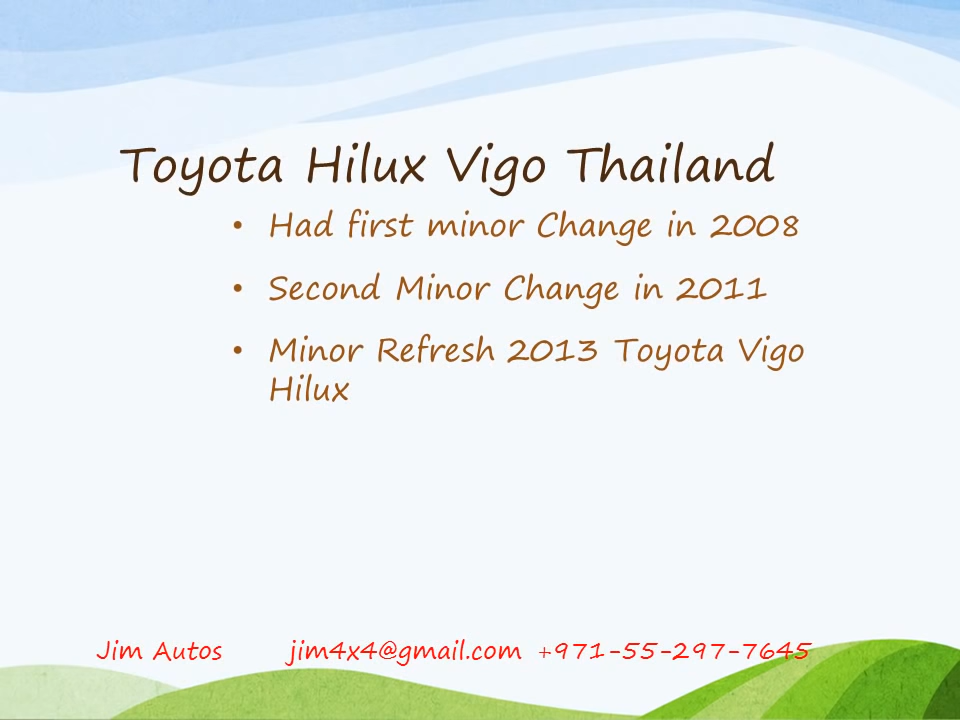 Toyota Hilux Vigo Thailand
• Had first minor Change in 2008
• Second Minor Change in 2011
• Minor Refresh 2013 Toyota Vigo
Hilux
Jim Autos jim4x4@gmail.com +971-55-297-7645